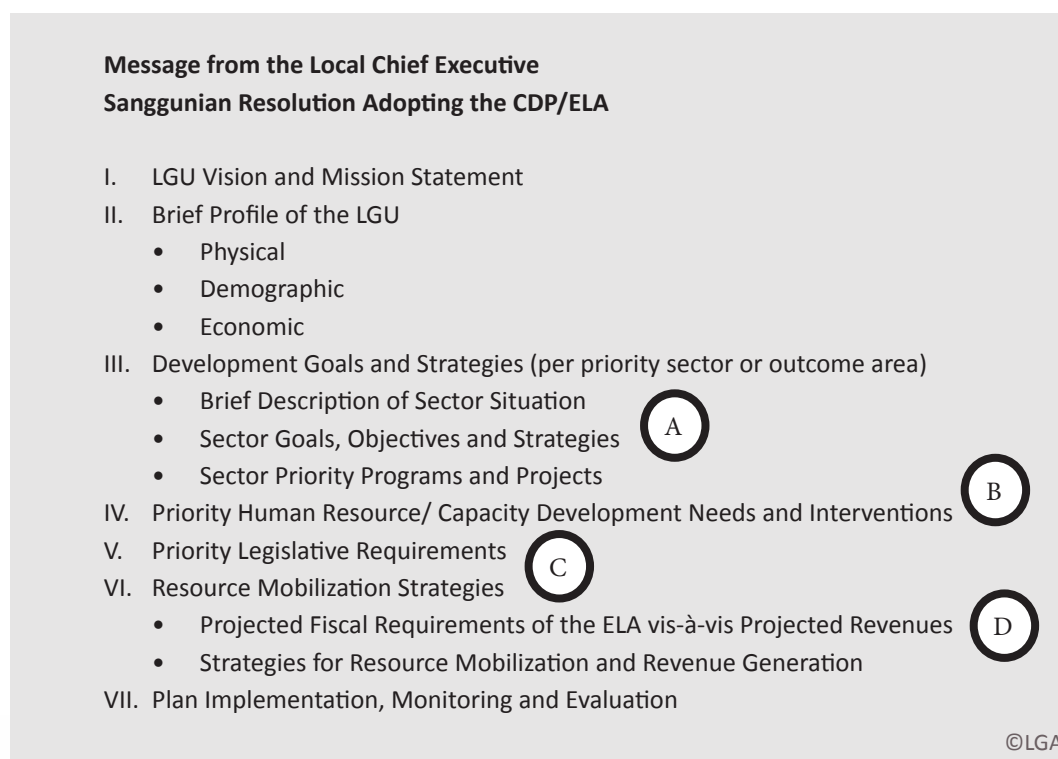 Message from the Local Chief Executive
Sanggunian Resolution Adopting the CDP/ELA
I. LGU Vision and Mission Statement
II. Brief Profile of the LGU
• Physical
• Demographic
• Economic
III. Development Goals and Strategies (per priority sector or outcome area)
• Brief Description of Sector Situation
A
• Sector Goals, Objectives and Strategies
• Sector Priority Programs and Projects
B
IV. Priority Human Resource/ Capacity Development Needs and Interventions
V. Priority Legislative Requirements
C
VI. Resource Mobilization Strategies
• Projected Fiscal Requirements of the ELA vis-à-vis Projected Revenues D
• Strategies for Resource Mobilization and Revenue Generation
VII. Plan Implementation, Monitoring and Evaluation
©LGA